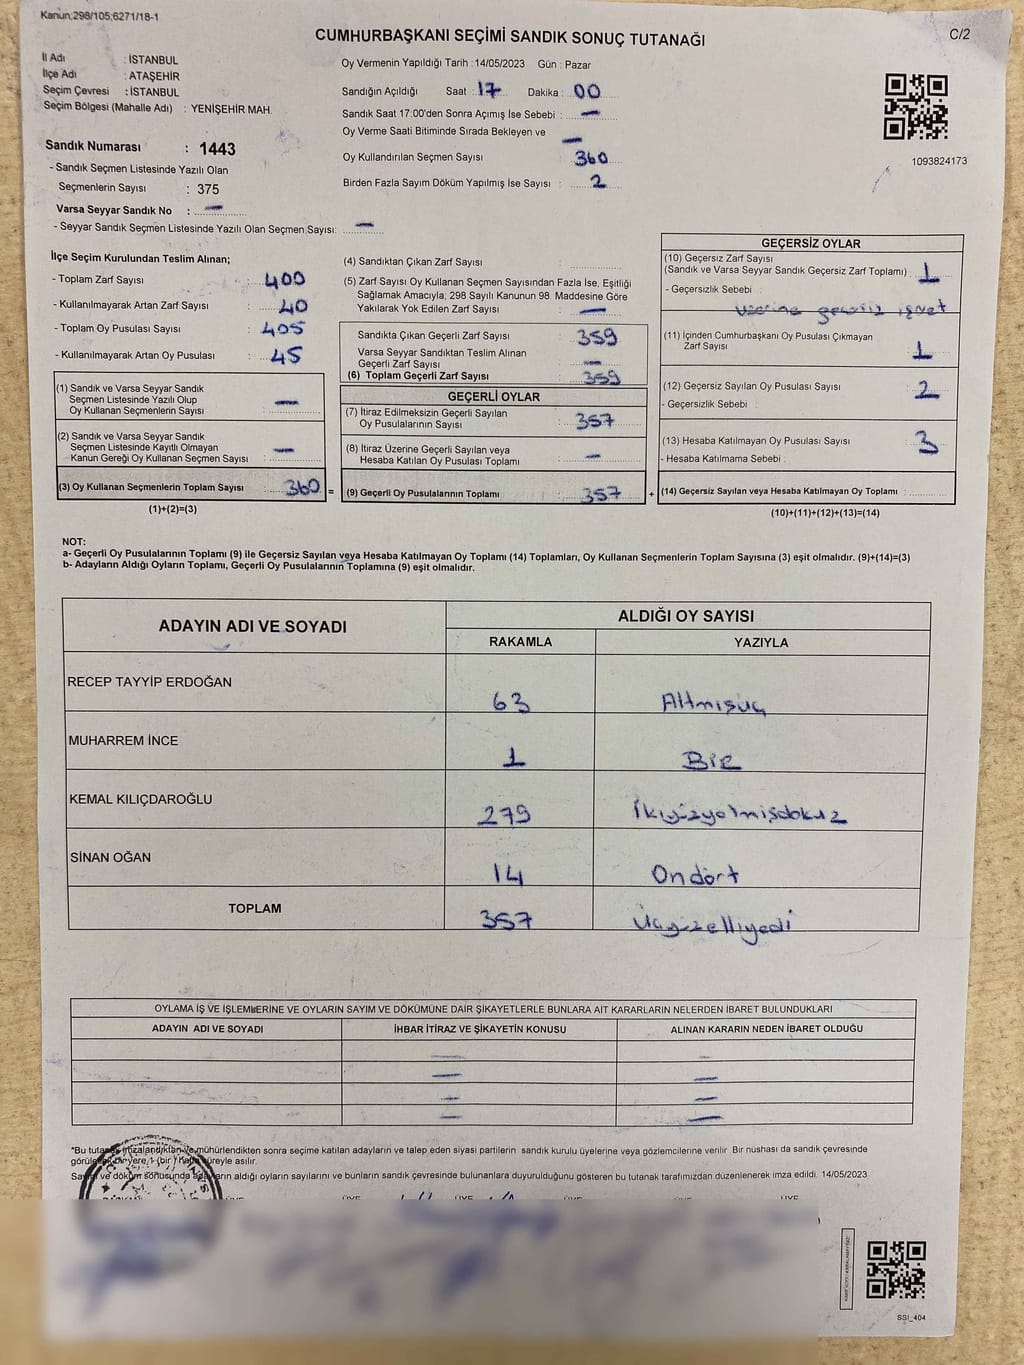 Kanun;298/105;6271/18-1
C/2
CUMHURBAŞKANI SEÇİMİ SANDIK SONUÇ TUTANAĞI
İl Adı : İSTANBUL
İlçe Adı : ATAŞEHİR
Seçim Çevresi : İSTANBUL
Seçim Bölgesi (Mahalle Adı) : YENİŞEHİR MAH.
Sandık Numarası : 1443
- Sandık Seçmen Listesinde Yazılı Olan
Seçmenlerin Sayısı : 375
Varsa Seyyar Sandık No : —
- Seyyar Sandık Seçmen Listesinde Yazılı Olan Seçmen Sayısı: —
Oy Vermenin Yapıldığı Tarih : 14/05/2023 Gün : Pazar
Sandığın Açıldığı Saat : 17 Dakika : 00
Sandık Saat 17:00'den Sonra Açımış İse Sebebi : —
Oy Verme Saati Bitiminde Sırada Bekleyen ve —
Oy Kullandırılan Seçmen Sayısı 360
Birden Fazla Sayım Döküm Yapılmış İse Sayısı : 2
1093824173
İlçe Seçim Kurulundan Teslim Alınan;
- Toplam Zarf Sayısı : 400
- Kullanılmayarak Artan Zarf Sayısı : 40
- Toplam Oy Pusulası Sayısı : 405
- Kullanılmayarak Artan Oy Pusulası : 45
(1) Sandık ve Varsa Seyyar Sandık
Seçmen Listesinde Yazılı Olup
Oy Kullanan Seçmenlerin Sayısı : —
(2) Sandık ve Varsa Seyyar Sandık
Seçmen Listesinde Kayıtlı Olmayan
Kanun Gereği Oy Kullanan Seçmen Sayısı : —
(3) Oy Kullanan Seçmenlerin Toplam Sayısı : 360 =
(1)+(2)=(3)
(4) Sandıktan Çıkan Zarf Sayısı :
(5) Zarf Sayısı Oy Kullanan Seçmen Sayısından Fazla İse, Eşitliği
Sağlamak Amacıyla; 298 Sayılı Kanunun 98. Maddesine Göre
Yakılarak Yok Edilen Zarf Sayısı : —
Sandıkta Çıkan Geçerli Zarf Sayısı : 359
Varsa Seyyar Sandıktan Teslim Alınan
Geçerli Zarf Sayısı : —
(6) Toplam Geçerli Zarf Sayısı : 359
GEÇERLİ OYLAR
(7) İtiraz Edilmeksizin Geçerli Sayılan
Oy Pusulalarının Sayısı : 357
(8) İtiraz Üzerine Geçerli Sayılan veya
Hesaba Katılan Oy Pusulası Toplamı : —
(9) Geçerli Oy Pusulalarının Toplamı : 357 +
GEÇERSİZ OYLAR
(10) Geçersiz Zarf Sayısı
(Sandık ve Varsa Seyyar Sandık Geçersiz Zarf Toplamı) : 1
- Geçersizlik Sebebi :
üzerine geçersiz işaret
(11) İçinden Cumhurbaşkanı Oy Pusulası Çıkmayan
Zarf Sayısı : 1
(12) Geçersiz Sayılan Oy Pusulası Sayısı : 2
- Geçersizlik Sebebi :
(13) Hesaba Katılmayan Oy Pusulası Sayısı : 3
- Hesaba Katılmama Sebebi :
(14) Geçersiz Sayılan veya Hesaba Katılmayan Oy Toplamı :
(10)+(11)+(12)+(13)=(14)
NOT:
a- Geçerli Oy Pusulalarının Toplamı (9) ile Geçersiz Sayılan veya Hesaba Katılmayan Oy Toplamı (14) Toplamları, Oy Kullanan Seçmenlerin Toplam Sayısına (3) eşit olmalıdır. (9)+(14)=(3)
b- Adayların Aldığı Oyların Toplamı, Geçerli Oy Pusulalarının Toplamına (9) eşit olmalıdır.
ADAYIN ADI VE SOYADI ALDIĞI OY SAYISI
RAKAMLA YAZIYLA
RECEP TAYYİP ERDOĞAN 63 Altmışüç
MUHARREM İNCE 1 Bir
KEMAL KILIÇDAROĞLU 279 İkiyüzyetmişdokuz
SİNAN OĞAN 14 Ondört
TOPLAM 357 Üçyüzelliyedi
OYLAMA İŞ VE İŞLEMLERİNE VE OYLARIN SAYIM VE DÖKÜMÜNE DAİR ŞİKAYETLERLE BUNLARA AİT KARARLARIN NELERDEN İBARET BULUNDUKLARI
ADAYIN ADI VE SOYADI İHBAR İTİRAZ VE ŞİKAYETİN KONUSU ALINAN KARARIN NEDEN İBARET OLDUĞU
— —
— —
— —
— —
*Bu imzalandıktan ve mühürlendikten sonra seçime katılan adayların ve talep eden siyasi partilerin sandık kurulu üyelerine veya gözlemcilerine verilir. Bir nüshası da sandık çevresinde
bir yere, 1 (bir) süreyle asılır.
ve döküm sonusunda aldığı oyların sayılarını ve bunların sandık çevresinde bulunanlara duyurulduğunu gösteren bu tutanak tarafımızdan düzenlenerek imza edildi. 14/05/2023
ÜYE ÜYE ÜYE ÜYE
SSI_404